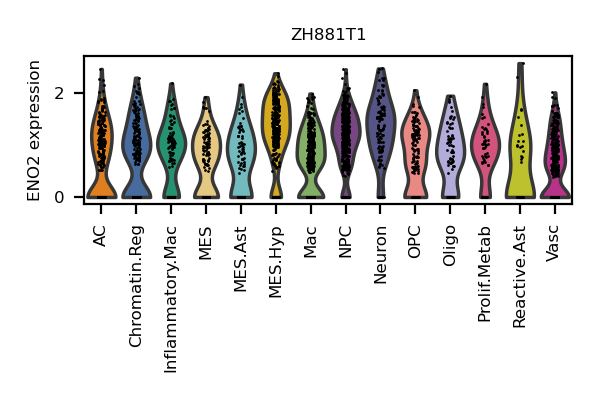 ZH881T1
ENO2 expression
2
0
AC
Chromatin.Reg
Inflammatory.Mac
MES
MES.Ast
MES.Hyp
Mac
NPC
Neuron
OPC
Oligo
Prolif.Metab
Reactive.Ast
Vasc